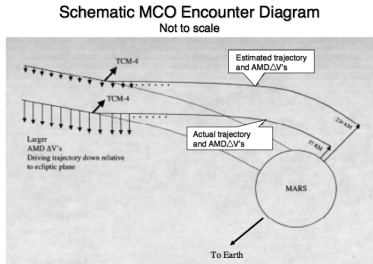 Schematic MCO Encounter Diagram
Not to scale
Estimated trajectory
and AMD△V's
TCM-4
TCM-4
226 KM
57 KM
Actual trajectory
and AMD△V's
Larger
AMD ΔV's
Driving trajectory down relative
to ecliptic plane
MARS
To Earth